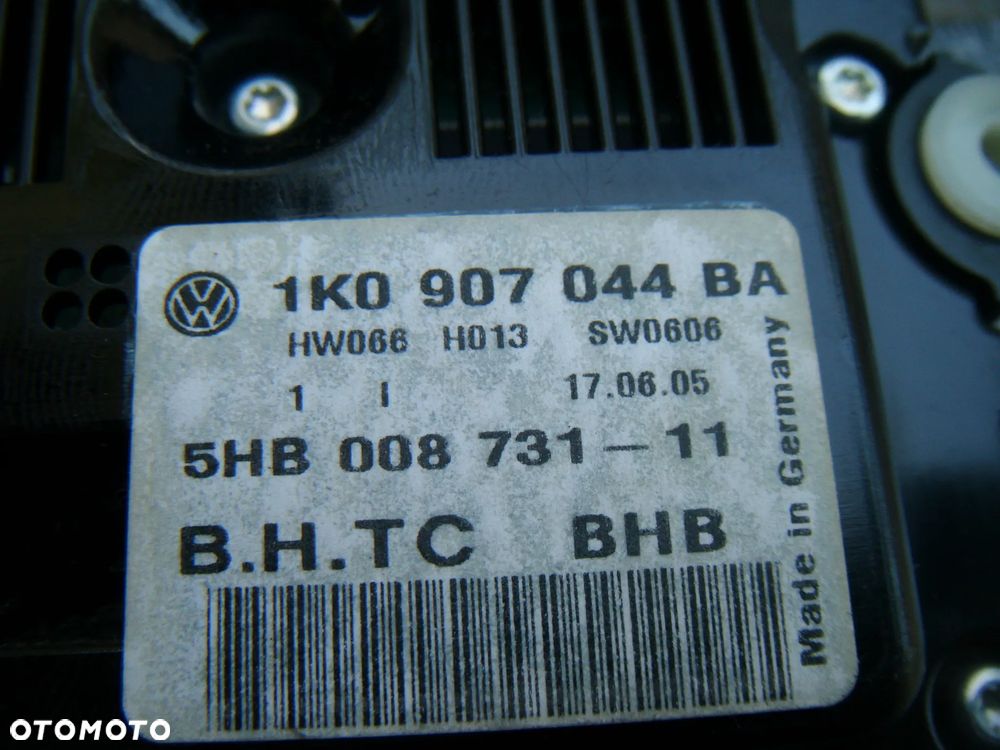 1K0 907 044 BA
HW066 H013 SW0606
1 I 17.06.05
5HB 008 731-11
B.H.TC BHB
Made in Germany
OTOMOTO